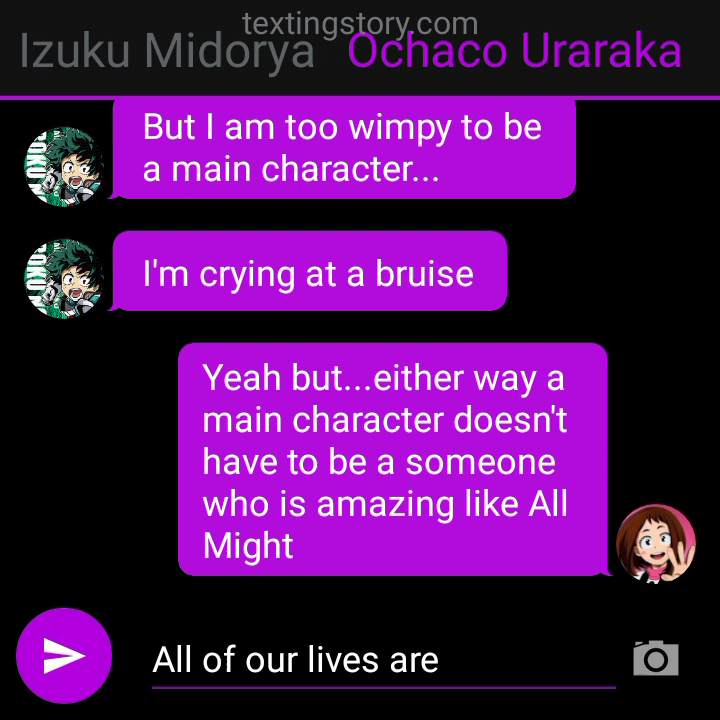 textingstory.com
Izuku Midorya Ochaco Uraraka
But I am too wimpy to be
a main character...
I'm crying at a bruise
Yeah but...either way a
main character doesn't
have to be a someone
who is amazing like All
Might
All of our lives are